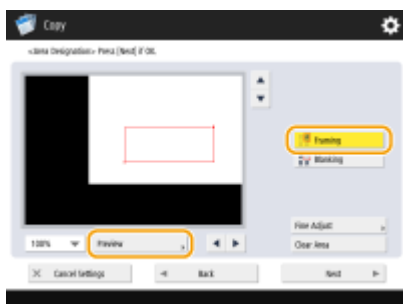 Copy
<Area Designation> Press [Next] if OK.
Framing
Blanking
Fine Adjust
100%
Preview
Clear Area
Cancel Settings
Back
Next